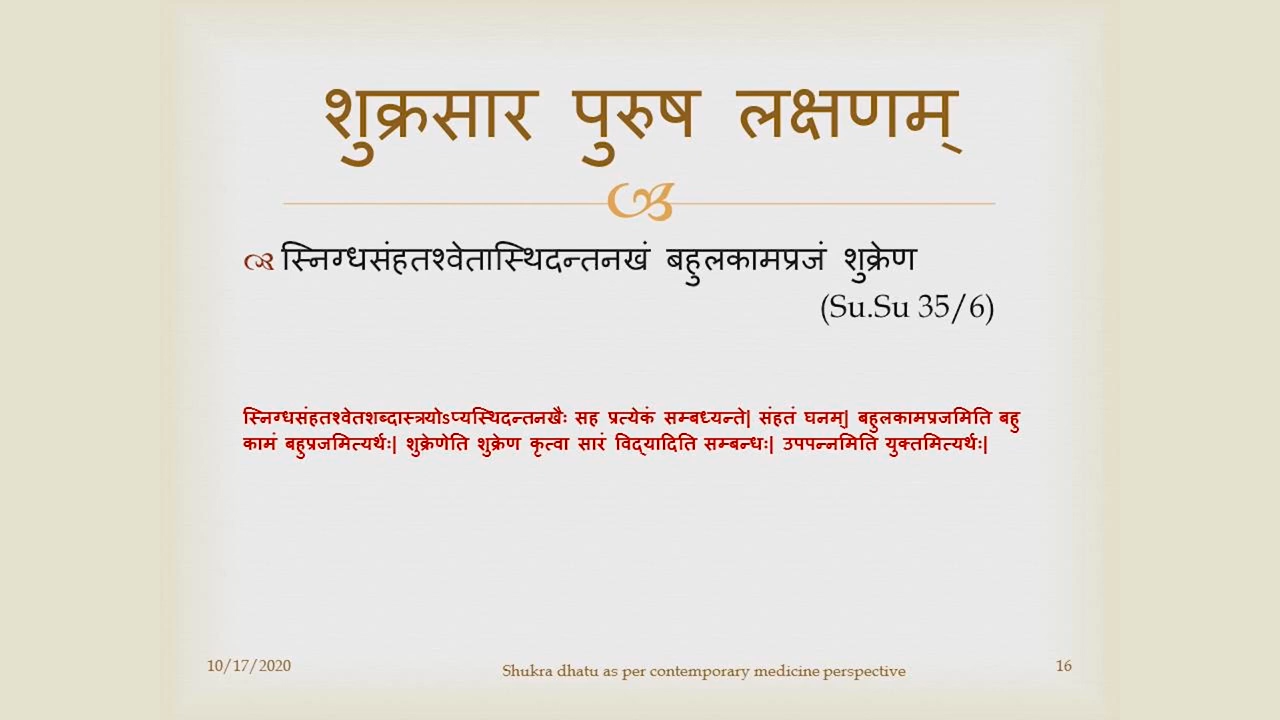 शुक्रसार पुरुष लक्षणम्
स्निग्धसंहतश्वेतास्थिदन्तनखं बहुलकामप्रजं शुक्रेण
(Su.Su 35/6)
स्निग्धसंहतश्वेतशब्दास्त्रयोऽप्यस्थिदन्तनखैः सह प्रत्येकं सम्बध्यन्ते| संहतं घनम्| बहुलकामप्रजमिति बहु
कामं बहुप्रजमित्यर्थः| शुक्रेणेति शुक्रेण कृत्वा सारं विद्यादिति सम्बन्धः| उपपन्नमिति युक्तमित्यर्थः|
10/17/2020
Shukra dhatu as per contemporary medicine perspective
16